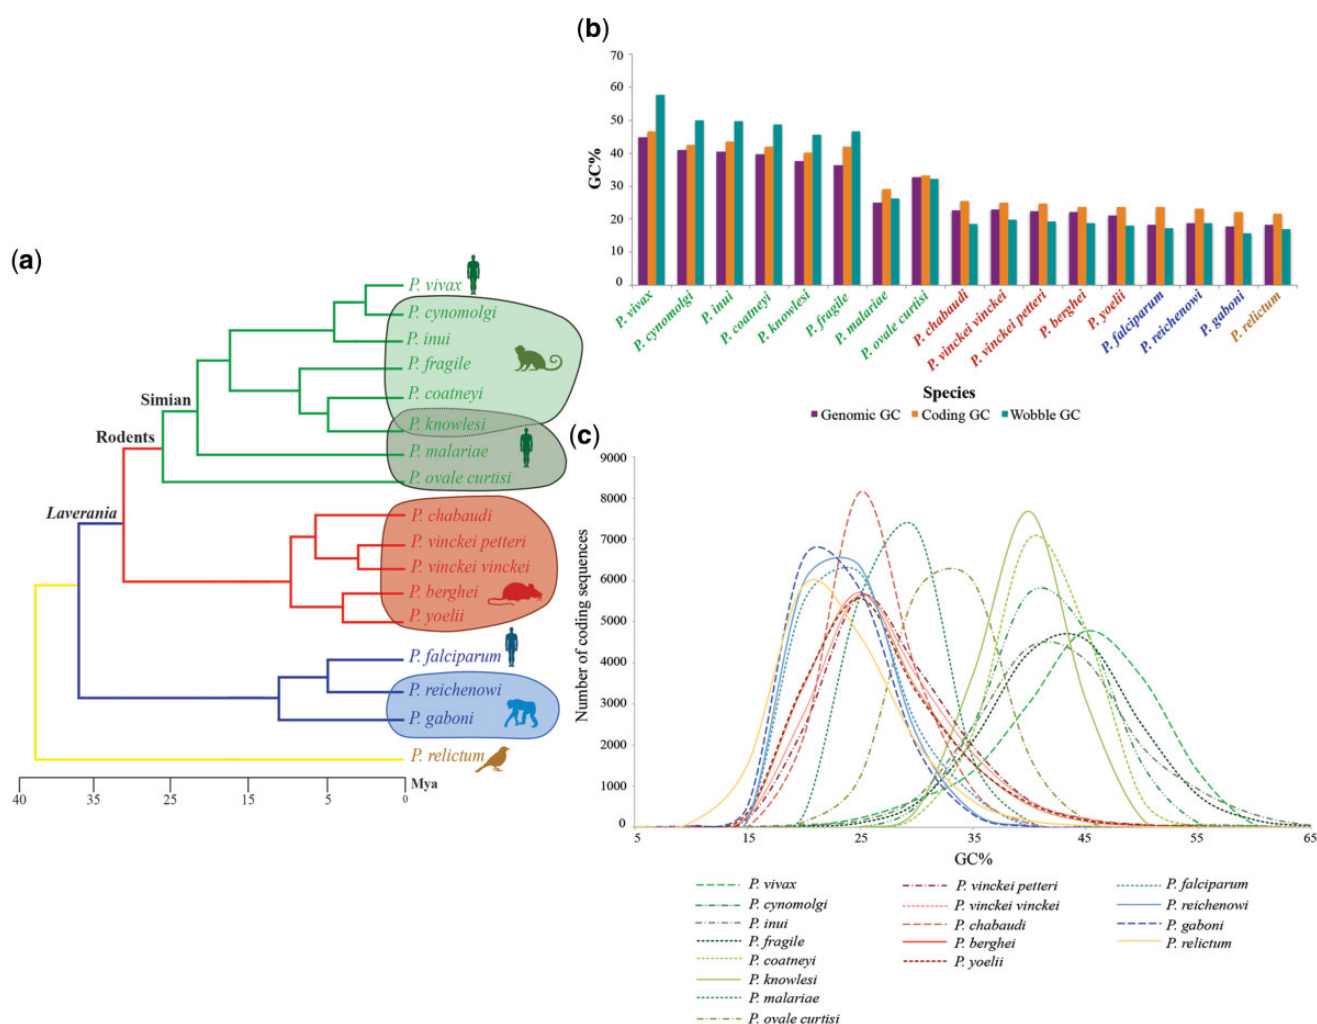 (a)
P. vivax
P. cynomolgi
P. inui
P. fragile
P. coatneyi
P. knowlesi
P. malariae
P. ovale curtisi
P. chabaudi
P. vinckei petteri
P. vinckei vinckei
P. berghei
P. yoelii
P. falciparum
P. reichenowi
P. gaboni
P. relictum
Simian
Rodents
Laverania
40 35 25 15 5 0 Mya
(b)
GC%
70
60
50
40
30
20
10
0
P. vivax
P. cynomolgi
P. inui
P. coatneyi
P. knowlesi
P. fragile
P. malariae
P. ovale curtisi
P. chabaudi
P. vinckei vinckei
P. vinckei petteri
P. berghei
P. yoelii
P. falciparum
P. reichenowi
P. gaboni
P. relictum
Species
Genomic GC Coding GC Wobble GC
(c)
Number of coding sequences
9000
8000
7000
6000
5000
4000
3000
2000
1000
0
5 15 25 35 45 55 65
GC%
P. vivax
P. cynomolgi
P. inui
P. fragile
P. coatneyi
P. knowlesi
P. malariae
P. ovale curtisi
P. vinckei petteri
P. vinckei vinckei
P. chabaudi
P. berghei
P. yoelii
P. falciparum
P. reichenowi
P. gaboni
P. relictum